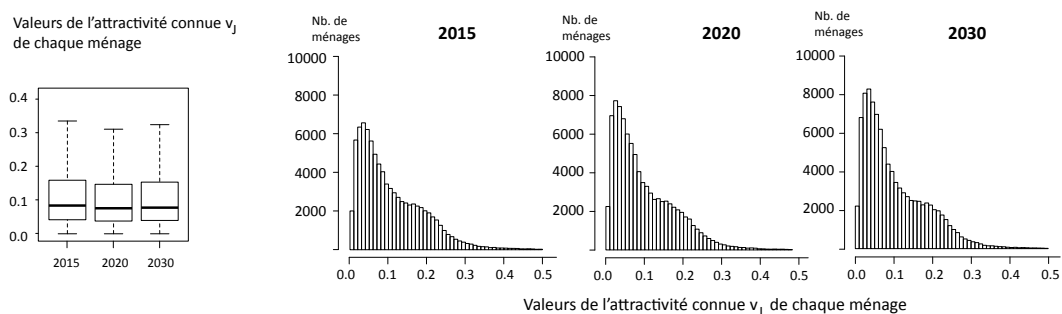 Valeurs de l'attractivité connue vJ
de chaque ménage
0.4
0.3
0.2
0.1
0.0
2015 2020 2030
Nb. de
ménages
2015
10000
8000
6000
4000
2000
0.0 0.1 0.2 0.3 0.4 0.5
Nb. de
ménages
2020
10000
8000
6000
4000
2000
0.0 0.1 0.2 0.3 0.4 0.5
Nb. de
ménages
2030
10000
8000
6000
4000
2000
0.0 0.1 0.2 0.3 0.4 0.5
Valeurs de l'attractivité connue vJ de chaque ménage